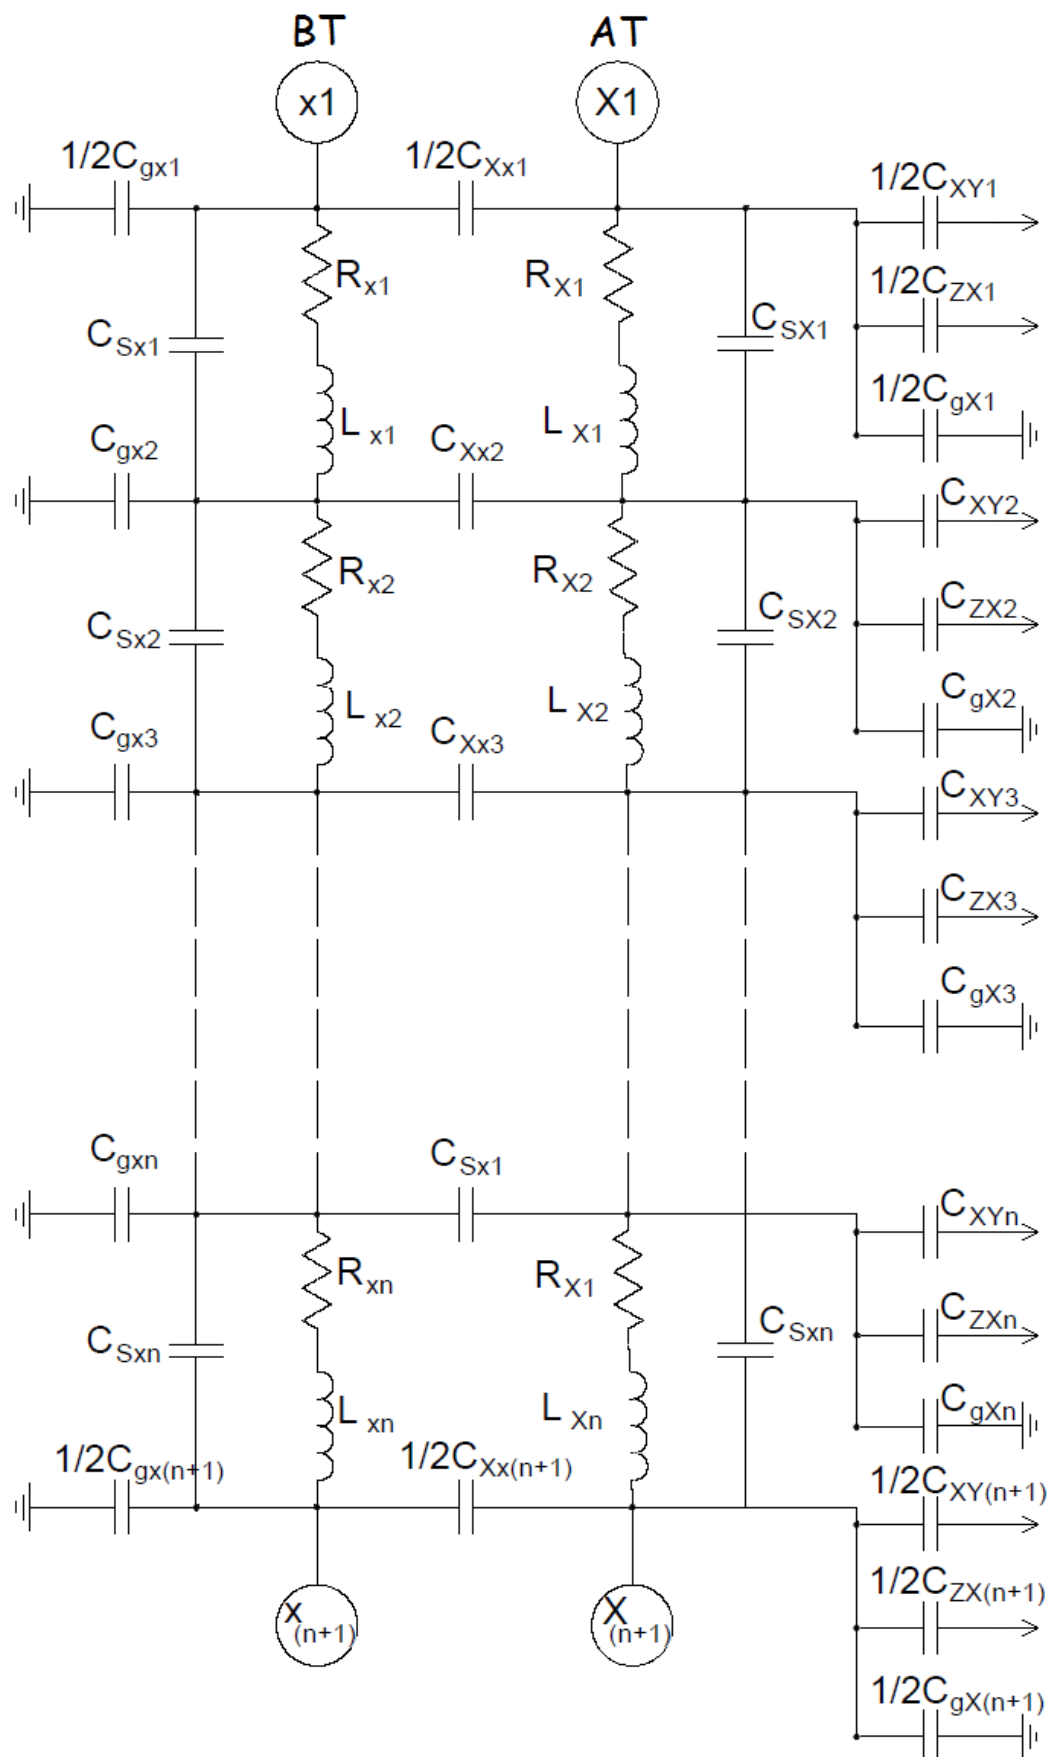 BT AT
x1 X1
1/2Cgx1 1/2CXx1 1/2CXY1
Rx1 RX1 1/2CZX1
CSx1 CSX1
1/2CgX1
Lx1 LX1
Cgx2 CXx2 CXY2
Rx2 RX2
CSx2 CSX2 CZX2
Lx2 LX2 CgX2
Cgx3 CXx3 CXY3
CZX3
CgX3
Cgxn CSx1 CXYn
Rxn RX1
CSxn CSxn CZXn
Lxn LXn CgXn
1/2Cgx(n+1) 1/2CXx(n+1) 1/2CXY(n+1)
x(n+1) X(n+1) 1/2CZX(n+1)
1/2CgX(n+1)